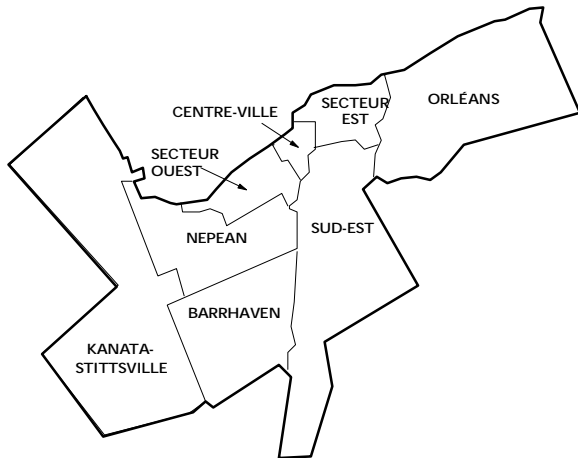 CENTRE-VILLE
SECTEUR
EST
ORLÉANS
SECTEUR
OUEST
NEPEAN
SUD-EST
BARRHAVEN
KANATA-
STITTSVILLE